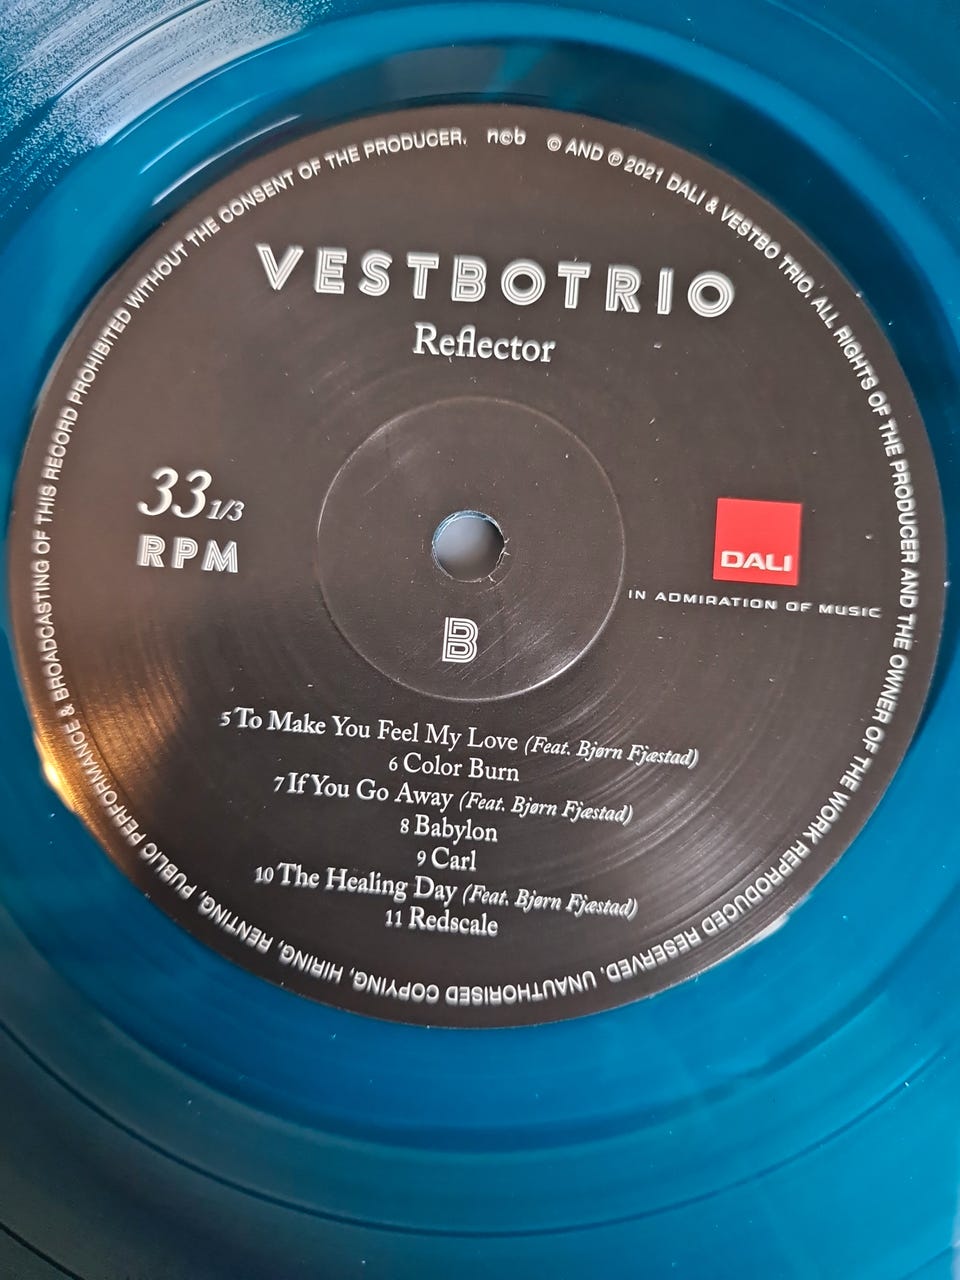 n©b © AND ℗ 2021 DALI & VESTBO TRIO. ALL RIGHTS OF THE PRODUCER AND THE OWNER OF THE WORK REPRODUCED RESERVED. UNAUTHORISED COPYING, HIRING, RENTING, PUBLIC PERFORMANCE & BROADCASTING OF THIS RECORD PROHIBITED WITHOUT THE CONSENT OF THE PRODUCER.
VESTBOTRIO
Reflector
33 1/3
RPM
DALI
IN ADMIRATION OF MUSIC
B
5 To Make You Feel My Love (Feat. Bjørn Fjæstad)
6 Color Burn
7 If You Go Away (Feat. Bjørn Fjæstad)
8 Babylon
9 Carl
10 The Healing Day (Feat. Bjørn Fjæstad)
11 Redscale